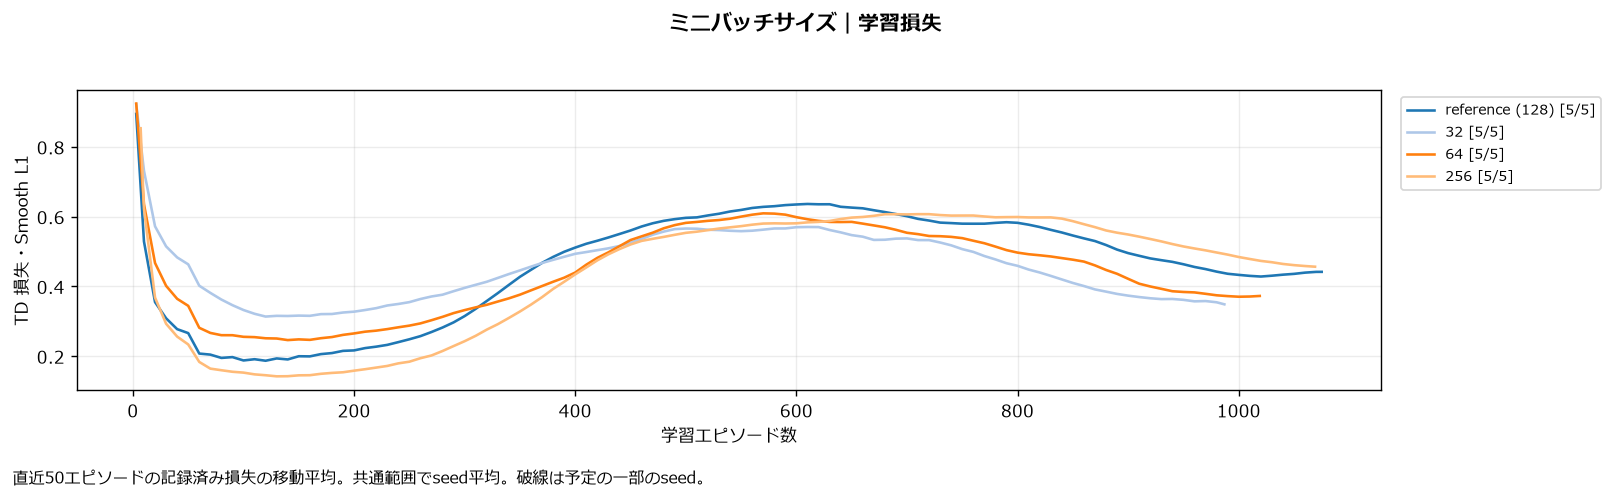 ミニバッチサイズ | 学習損失
TD 損失・Smooth L1
0.8
0.6
0.4
0.2
0
200
400
600
800
1000
学習エピソード数
reference (128) [5/5]
32 [5/5]
64 [5/5]
256 [5/5]
直近50エピソードの記録済み損失の移動平均。共通範囲でseed平均。破線は予定の一部のseed。